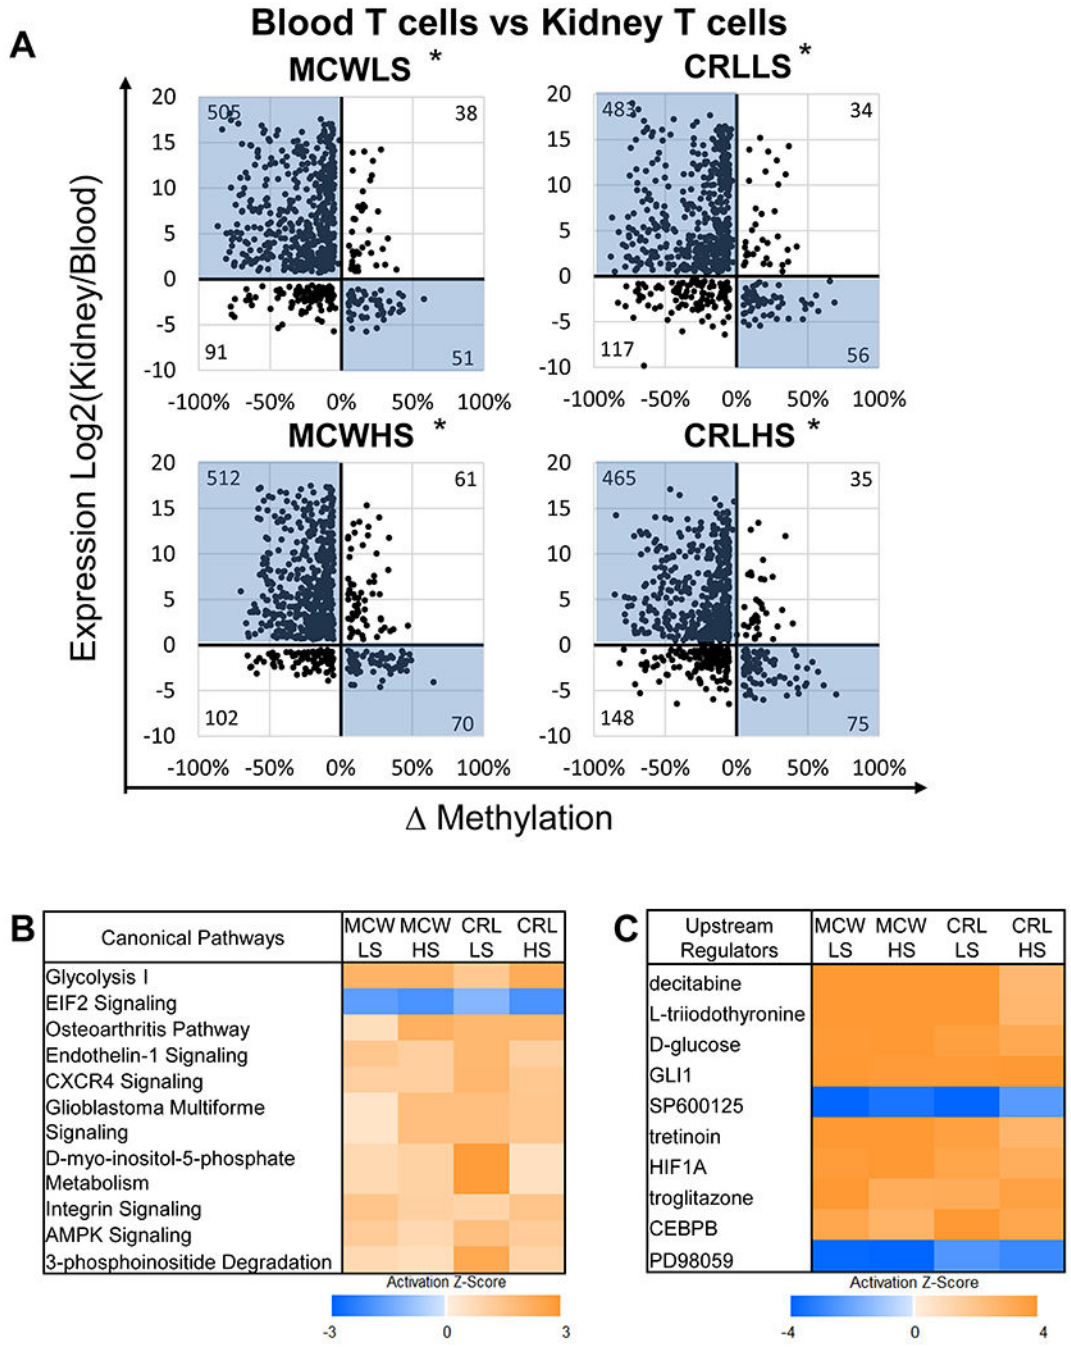 A
Blood T cells vs Kidney T cells
MCWLS *
CRLLS *
Expression Log2(Kidney/Blood)
20
15
10
5
0
-5
-10
505
38
91
51
-100% -50% 0% 50% 100%
20
15
10
5
0
-5
-10
483
34
117
56
-100% -50% 0% 50% 100%
MCWHS *
CRLHS *
20
15
10
5
0
-5
-10
512
61
102
70
-100% -50% 0% 50% 100%
20
15
10
5
0
-5
-10
465
35
148
75
-100% -50% 0% 50% 100%
Δ Methylation
B
Canonical Pathways
MCW MCW CRL CRL
LS HS LS HS
Glycolysis I
EIF2 Signaling
Osteoarthritis Pathway
Endothelin-1 Signaling
CXCR4 Signaling
Glioblastoma Multiforme
Signaling
D-myo-inositol-5-phosphate
Metabolism
Integrin Signaling
AMPK Signaling
3-phosphoinositide Degradation
Activation Z-Score
-3 0 3
C
Upstream
Regulators
MCW MCW CRL CRL
LS HS LS HS
decitabine
L-triiodothyronine
D-glucose
GLI1
SP600125
tretinoin
HIF1A
troglitazone
CEBPB
PD98059
Activation Z-Score
-4 0 4